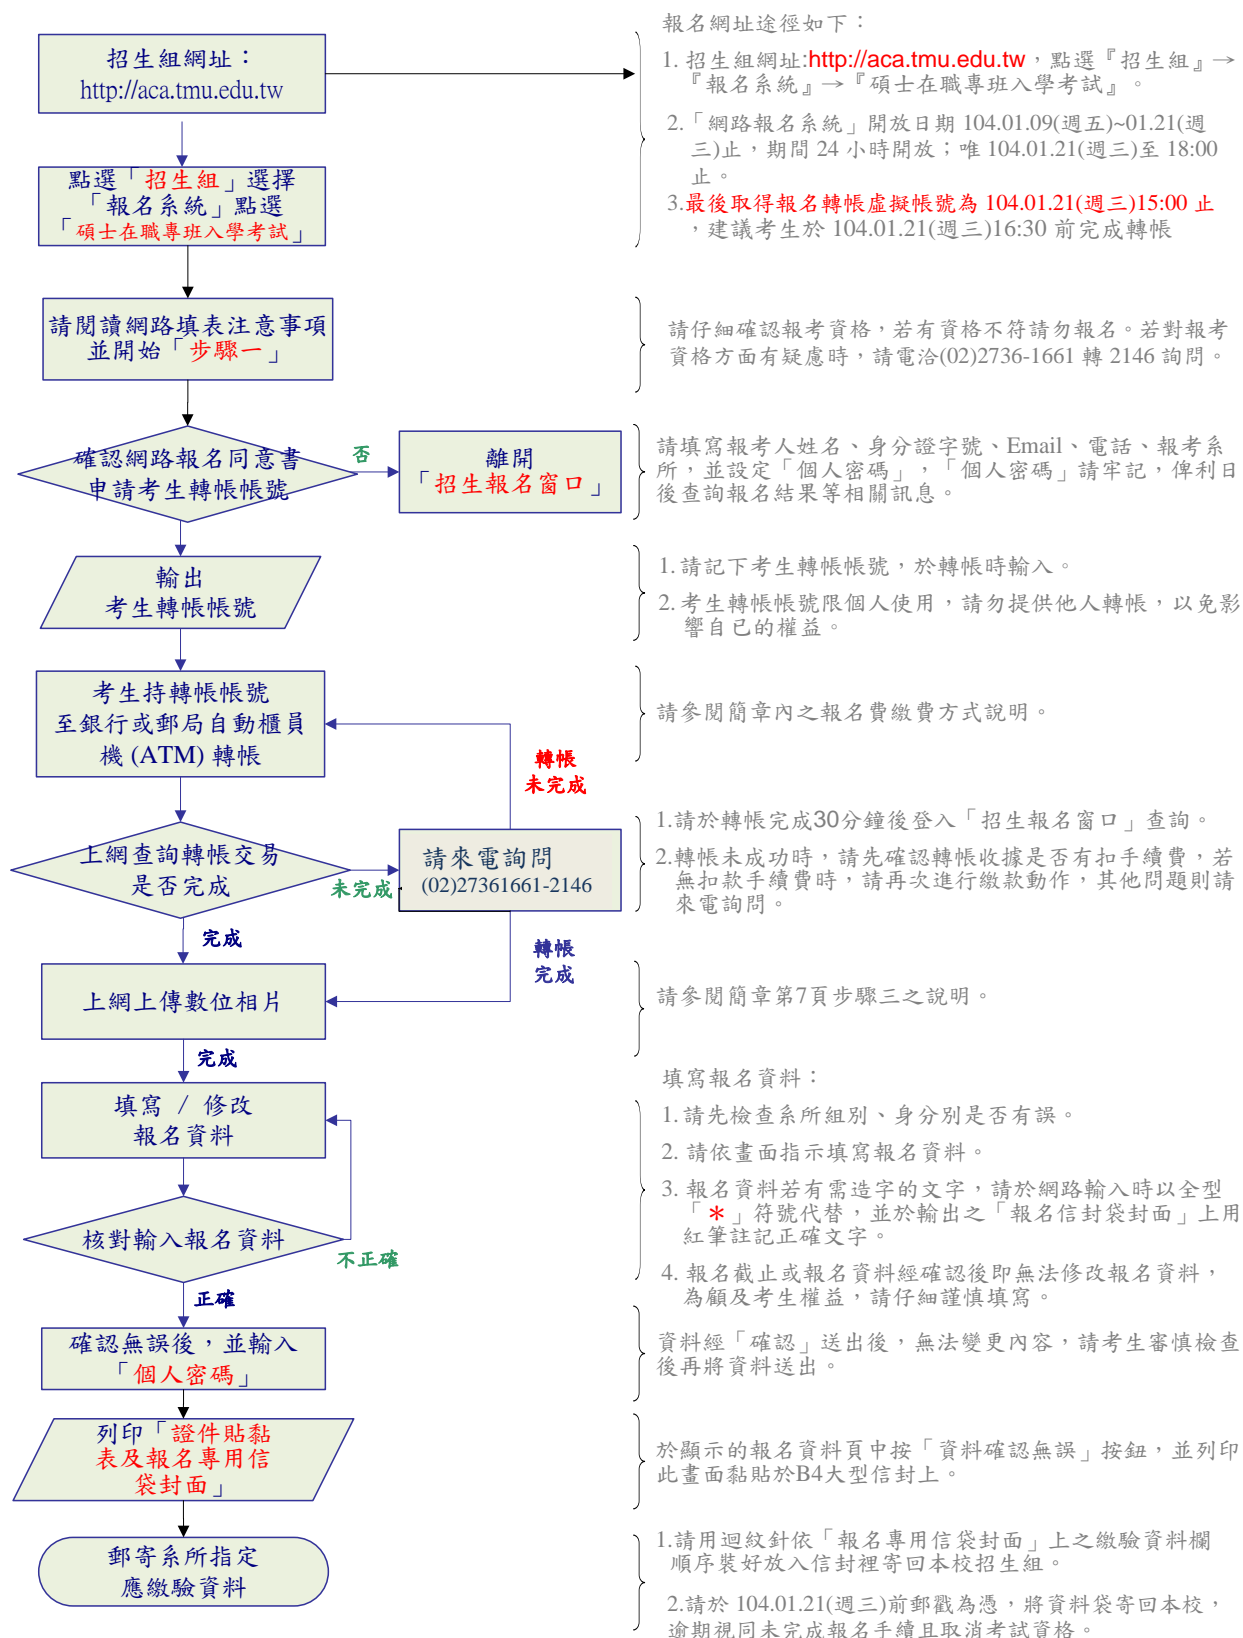 招生組網址：
http://aca.tmu.edu.tw
點選「招生組」選擇
「報名系統」點選
「碩士在職專班入學考試」
報名網址途徑如下：
1. 招生組網址:http://aca.tmu.edu.tw，點選『招生組』→
『報名系統』→『碩士在職專班入學考試』。
2.「網路報名系統」開放日期 104.01.09(週五)~01.21(週
三)止，期間 24 小時開放；唯 104.01.21(週三)至 18:00
止。
3.最後取得報名轉帳虛擬帳號為 104.01.21(週三)15:00 止
，建議考生於 104.01.21(週三)16:30 前完成轉帳
請閱讀網路填表注意事項
並開始「步驟一」
請仔細確認報考資格，若有資格不符請勿報名。若對報考
資格方面有疑慮時，請電洽(02)2736-1661 轉 2146 詢問。
確認網路報名同意書
申請考生轉帳帳號
否
離開
「招生報名窗口」
請填寫報考人姓名、身分證字號、Email、電話、報考系
所，並設定「個人密碼」，「個人密碼」請牢記，俾利日
後查詢報名結果等相關訊息。
輸出
考生轉帳帳號
1.請記下考生轉帳帳號，於轉帳時輸入。
2.考生轉帳帳號限個人使用，請勿提供他人轉帳，以免影
響自己的權益。
考生持轉帳帳號
至銀行或郵局自動櫃員
機 (ATM) 轉帳
請參閱簡章內之報名費繳費方式說明。
轉帳
未完成
上網查詢轉帳交易
是否完成
未完成
請來電詢問
(02)27361661-2146
1.請於轉帳完成30分鐘後登入「招生報名窗口」查詢。
2.轉帳未成功時，請先確認轉帳收據是否有扣手續費，若
無扣款手續費時，請再次進行繳款動作，其他問題則請
來電詢問。
完成
轉帳
完成
上網上傳數位相片
請參閱簡章第7頁步驟三之說明。
完成
填寫 / 修改
報名資料
填寫報名資料：
1.請先檢查系所組別、身分別是否有誤。
2. 請依畫面指示填寫報名資料。
3. 報名資料若有需造字的文字，請於網路輸入時以全型
「＊」符號代替，並於輸出之「報名信封袋封面」上用
紅筆註記正確文字。
4. 報名截止或報名資料經確認後即無法修改報名資料，
為顧及考生權益，請仔細謹慎填寫。
核對輸入報名資料
不正確
正確
確認無誤後，並輸入
「個人密碼」
資料經「確認」送出後，無法變更內容，請考生審慎檢查
後再將資料送出。
列印「證件貼黏
表及報名專用信
袋封面」
於顯示的報名資料頁中按「資料確認無誤」按鈕，並列印
此畫面黏貼於B4大型信封上。
郵寄系所指定
應繳驗資料
1.請用迴紋針依「報名專用信袋封面」上之繳驗資料欄
順序裝好放入信封裡寄回本校招生組。
2.請於 104.01.21(週三)前郵戳為憑，將資料袋寄回本校，
逾期視同未完成報名手續且取消考試資格。